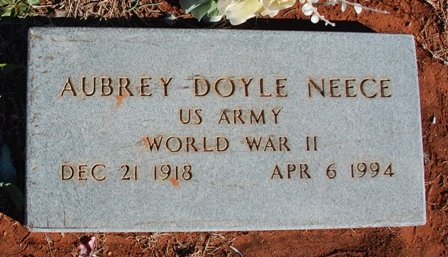 AUBREY DOYLE NEECE
US ARMY
WORLD WAR II
DEC 21 1918 APR 6 1994